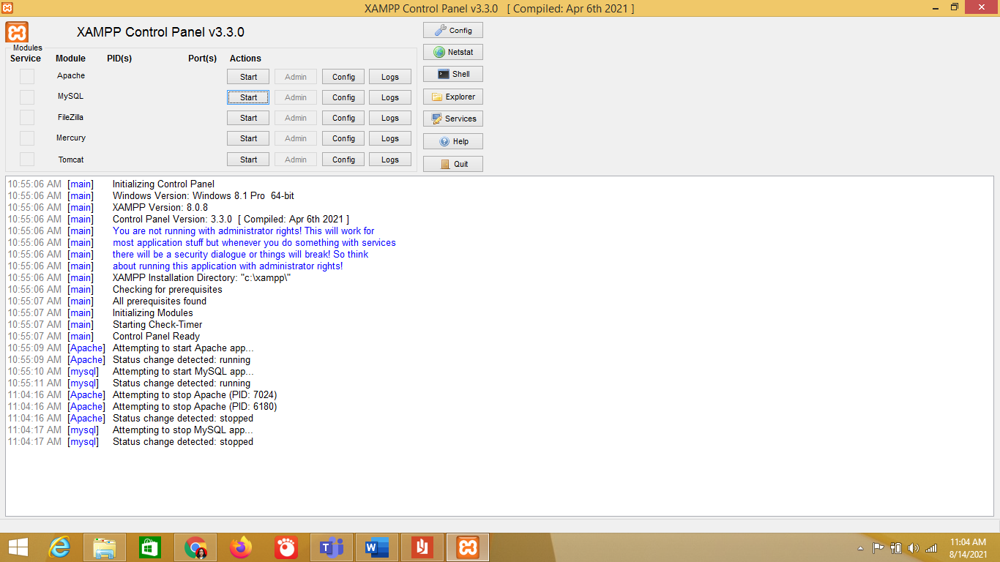 XAMPP Control Panel v3.3.0 [ Compiled: Apr 6th 2021 ]
XAMPP Control Panel v3.3.0
Config
Modules
Service Module PID(s) Port(s) Actions
Netstat
Apache Start Admin Config Logs
Shell
MySQL Start Admin Config Logs
Explorer
FileZilla Start Admin Config Logs
Services
Mercury Start Admin Config Logs
Help
Tomcat Start Admin Config Logs
Quit
10:55:06 AM [main] Initializing Control Panel
10:55:06 AM [main] Windows Version: Windows 8.1 Pro 64-bit
10:55:06 AM [main] XAMPP Version: 8.0.8
10:55:06 AM [main] Control Panel Version: 3.3.0 [ Compiled: Apr 6th 2021 ]
10:55:06 AM [main] You are not running with administrator rights! This will work for
10:55:06 AM [main] most application stuff but whenever you do something with services
10:55:06 AM [main] there will be a security dialogue or things will break! So think
10:55:06 AM [main] about running this application with administrator rights!
10:55:06 AM [main] XAMPP Installation Directory: "c:\xampp\"
10:55:06 AM [main] Checking for prerequisites
10:55:07 AM [main] All prerequisites found
10:55:07 AM [main] Initializing Modules
10:55:07 AM [main] Starting Check-Timer
10:55:07 AM [main] Control Panel Ready
10:55:09 AM [Apache] Attempting to start Apache app...
10:55:09 AM [Apache] Status change detected: running
10:55:10 AM [mysql] Attempting to start MySQL app...
10:55:11 AM [mysql] Status change detected: running
11:04:16 AM [Apache] Attempting to stop Apache (PID: 7024)
11:04:16 AM [Apache] Attempting to stop Apache (PID: 6180)
11:04:16 AM [Apache] Status change detected: stopped
11:04:17 AM [mysql] Attempting to stop MySQL app...
11:04:17 AM [mysql] Status change detected: stopped
11:04 AM
8/14/2021